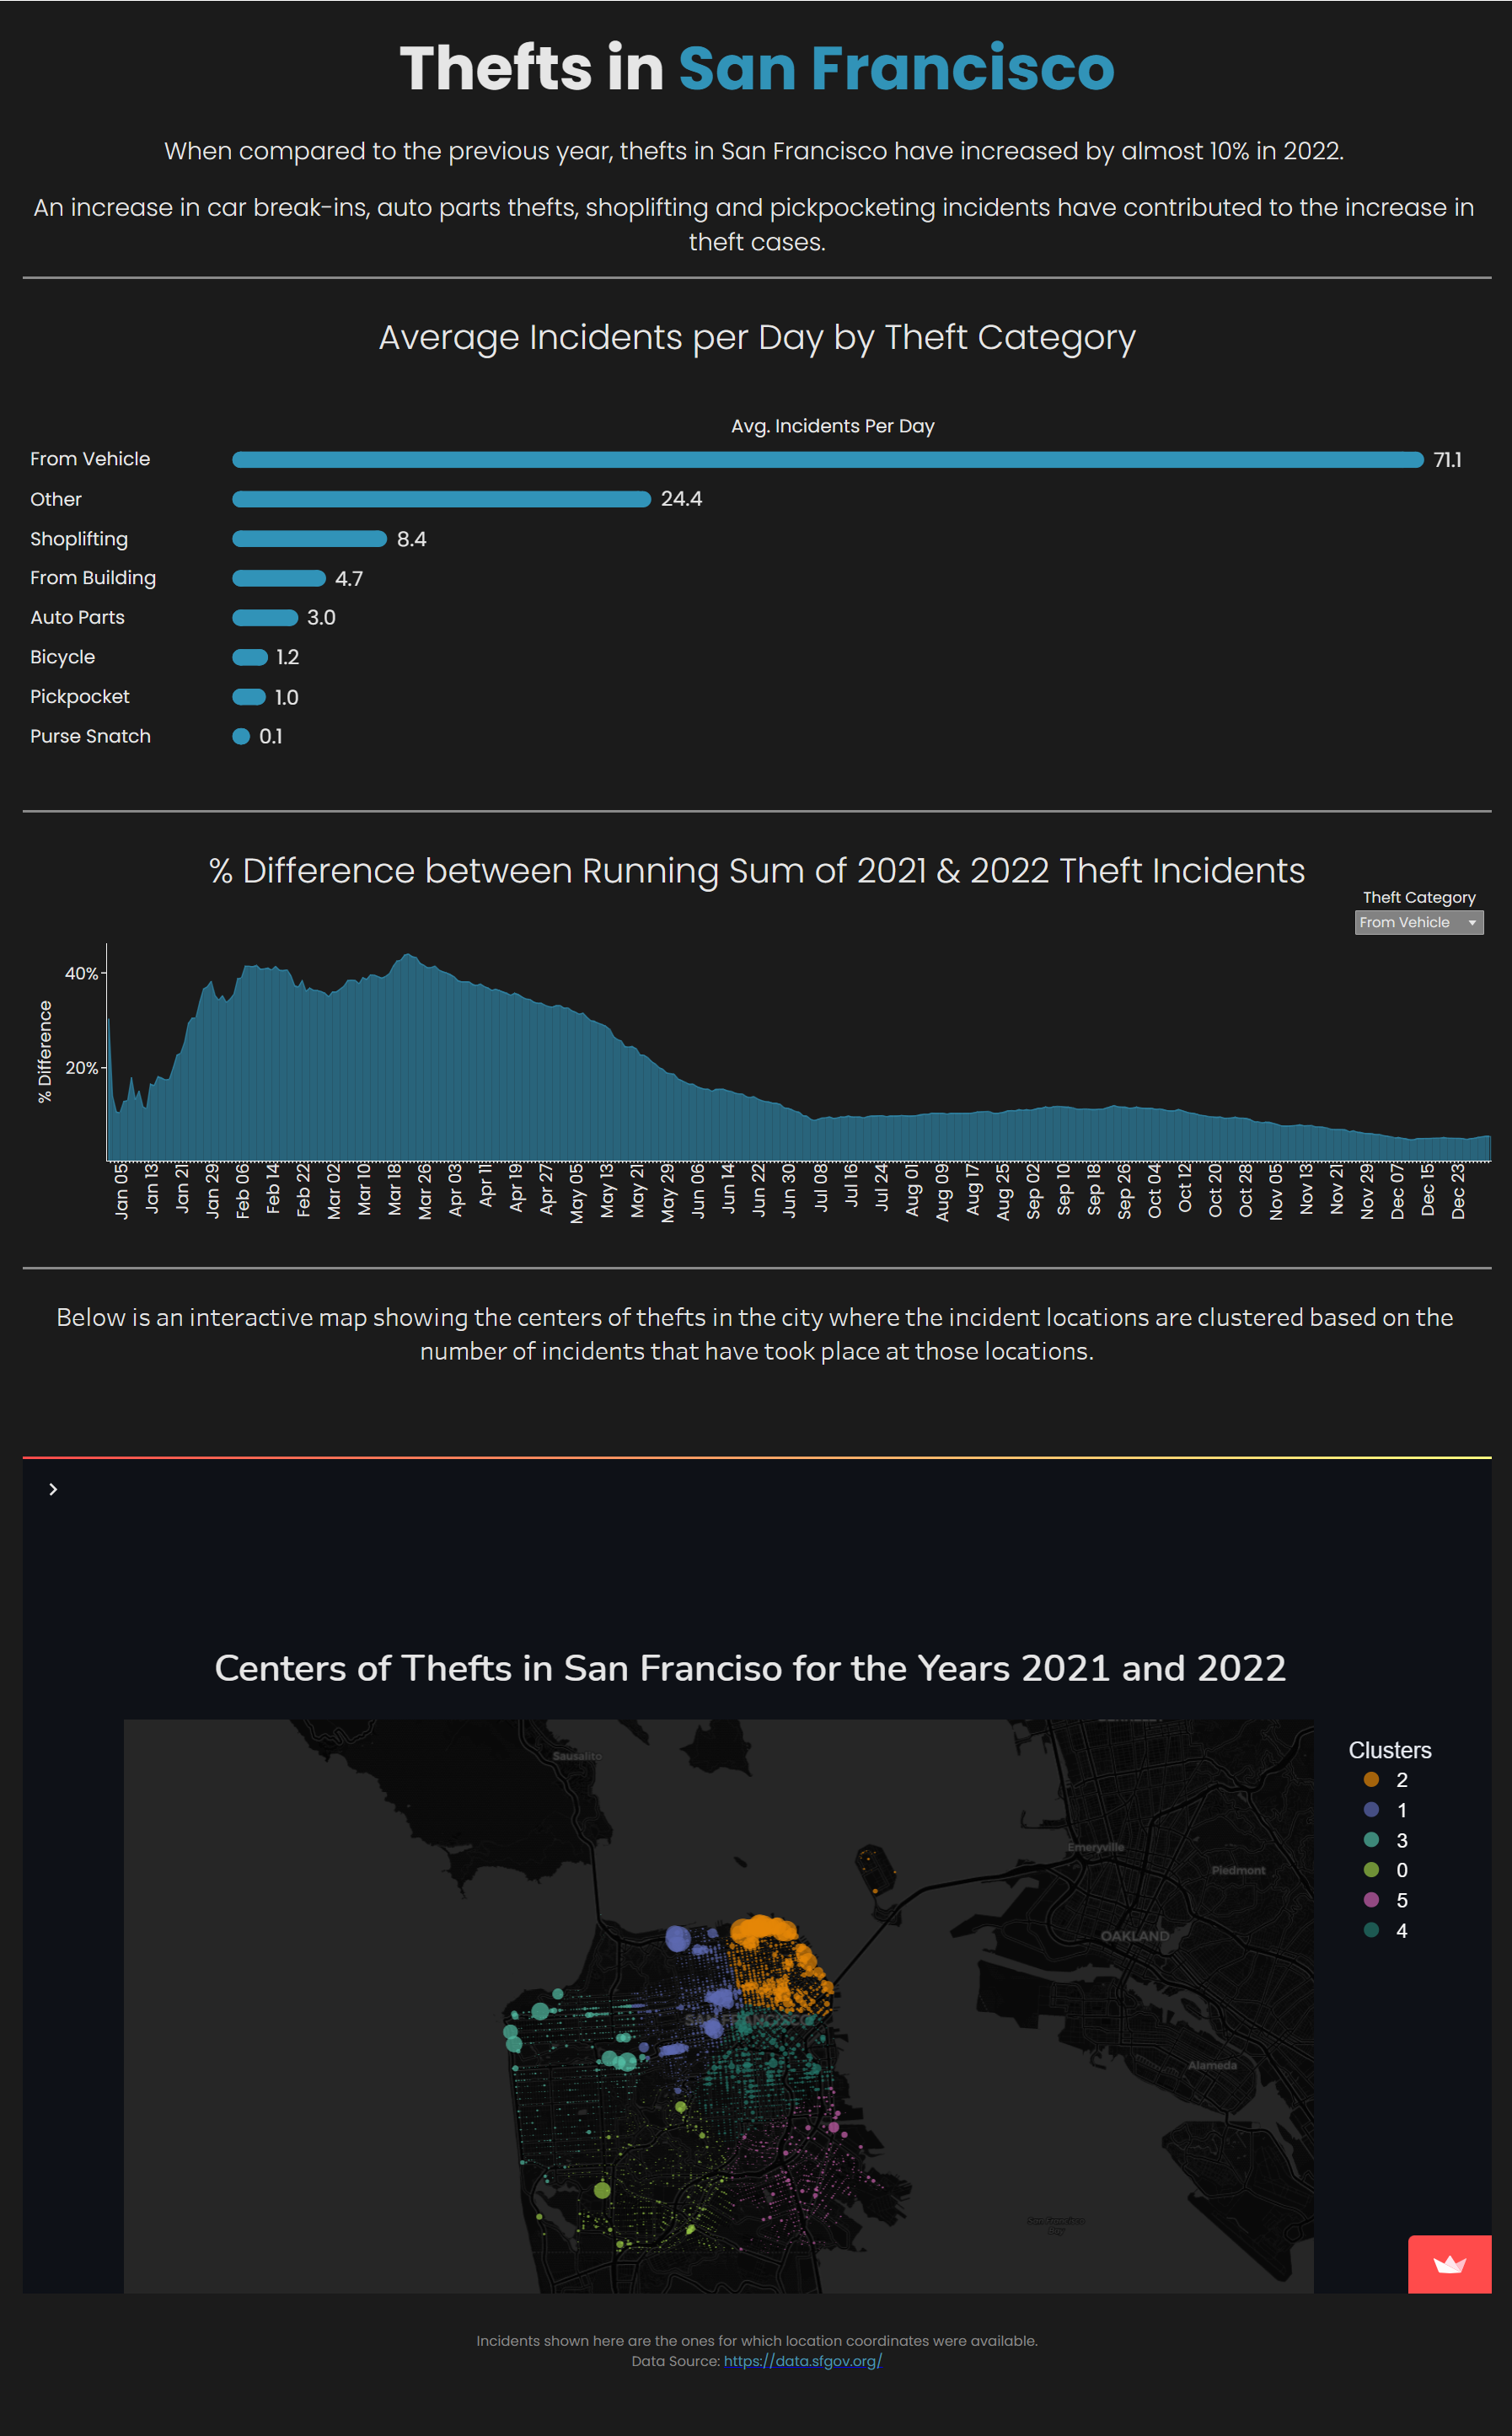 Thefts in San Francisco
When compared to the previous year, thefts in San Francisco have increased by almost 10% in 2022.
An increase in car break-ins, auto parts thefts, shoplifting and pickpocketing incidents have contributed to the increase in
theft cases.
Average Incidents per Day by Theft Category
Avg. Incidents Per Day
From Vehicle 71.1
Other 24.4
Shoplifting 8.4
From Building 4.7
Auto Parts 3.0
Bicycle 1.2
Pickpocket 1.0
Purse Snatch 0.1
% Difference between Running Sum of 2021 & 2022 Theft Incidents
Theft Category
From Vehicle
% Difference
40%
20%
Jan 05
Jan 13
Jan 21
Jan 29
Feb 06
Feb 14
Feb 22
Mar 02
Mar 10
Mar 18
Mar 26
Apr 03
Apr 11
Apr 19
Apr 27
May 05
May 13
May 21
May 29
Jun 06
Jun 14
Jun 22
Jun 30
Jul 08
Jul 16
Jul 24
Aug 01
Aug 09
Aug 17
Aug 25
Sep 02
Sep 10
Sep 18
Sep 26
Oct 04
Oct 12
Oct 20
Oct 28
Nov 05
Nov 13
Nov 21
Nov 29
Dec 07
Dec 15
Dec 23
Below is an interactive map showing the centers of thefts in the city where the incident locations are clustered based on the
number of incidents that have took place at those locations.
Centers of Thefts in San Franciso for the Years 2021 and 2022
Clusters
2
1
3
0
5
4
Sausalito
Emeryville
Piedmont
OAKLAND
SAN FRANCISCO
Alameda
San Francisco
Bay
Incidents shown here are the ones for which location coordinates were available.
Data Source: https://data.sfgov.org/